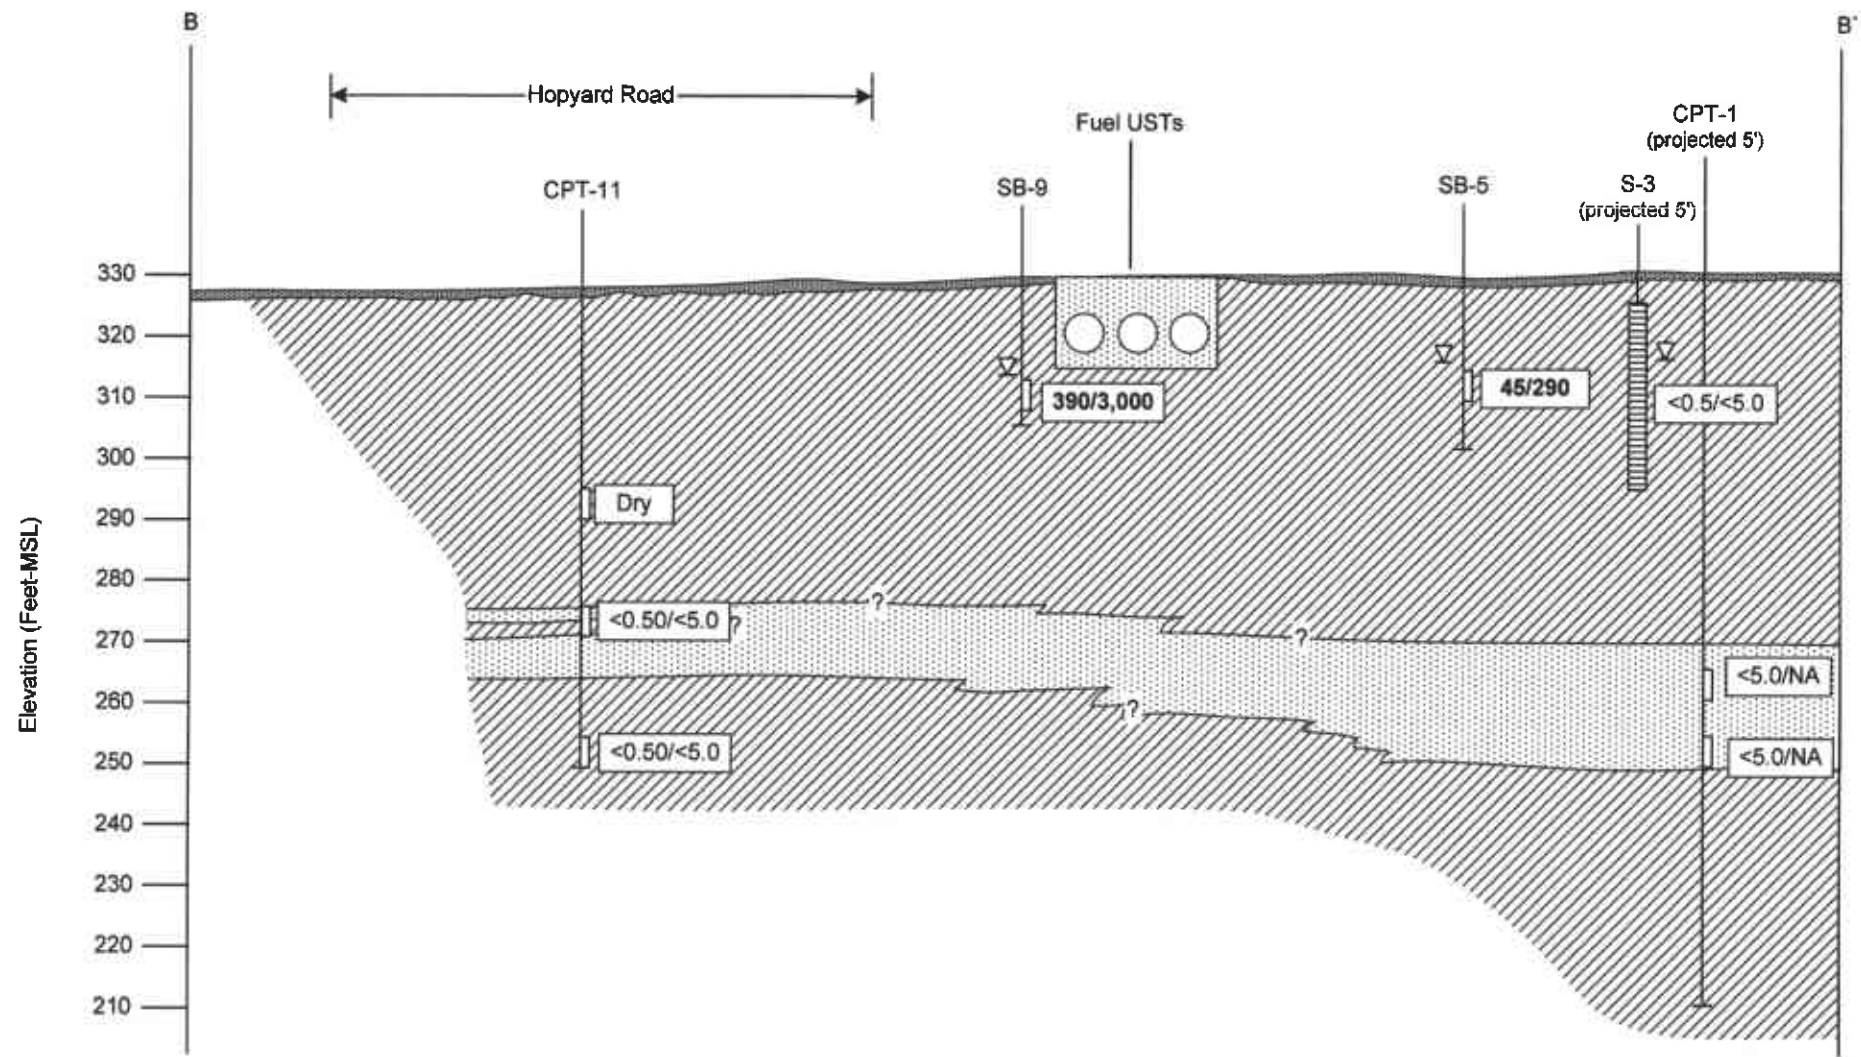 B
B'
Hopyard Road
Fuel USTs
CPT-1
(projected 5')
CPT-11
SB-9
SB-5
S-3
(projected 5')
330
320
310
300
290
280
270
260
250
240
230
220
210
Elevation (Feet-MSL)
390/3,000
45/290
<0.5/<5.0
Dry
?
<0.50/<5.0
?
?
<5.0/NA
?
<0.50/<5.0
<5.0/NA